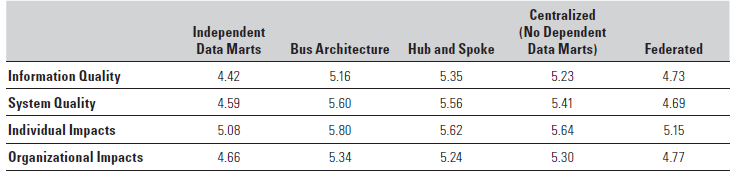 Centralized
Independent (No Dependent
Data Marts Bus Architecture Hub and Spoke Data Marts) Federated
Information Quality 4.42 5.16 5.35 5.23 4.73
System Quality 4.59 5.60 5.56 5.41 4.69
Individual Impacts 5.08 5.80 5.62 5.64 5.15
Organizational Impacts 4.66 5.34 5.24 5.30 4.77